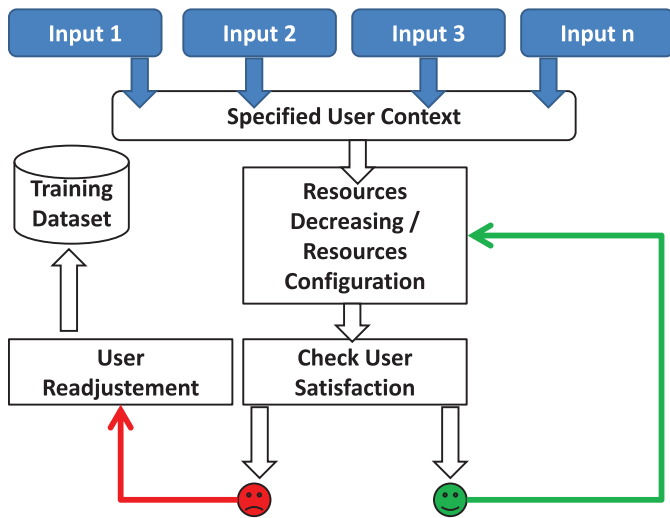 Input 1
Input 2
Input 3
Input n
Specified User Context
Training
Dataset
Resources
Decreasing /
Resources
Configuration
User
Readjustement
Check User
Satisfaction